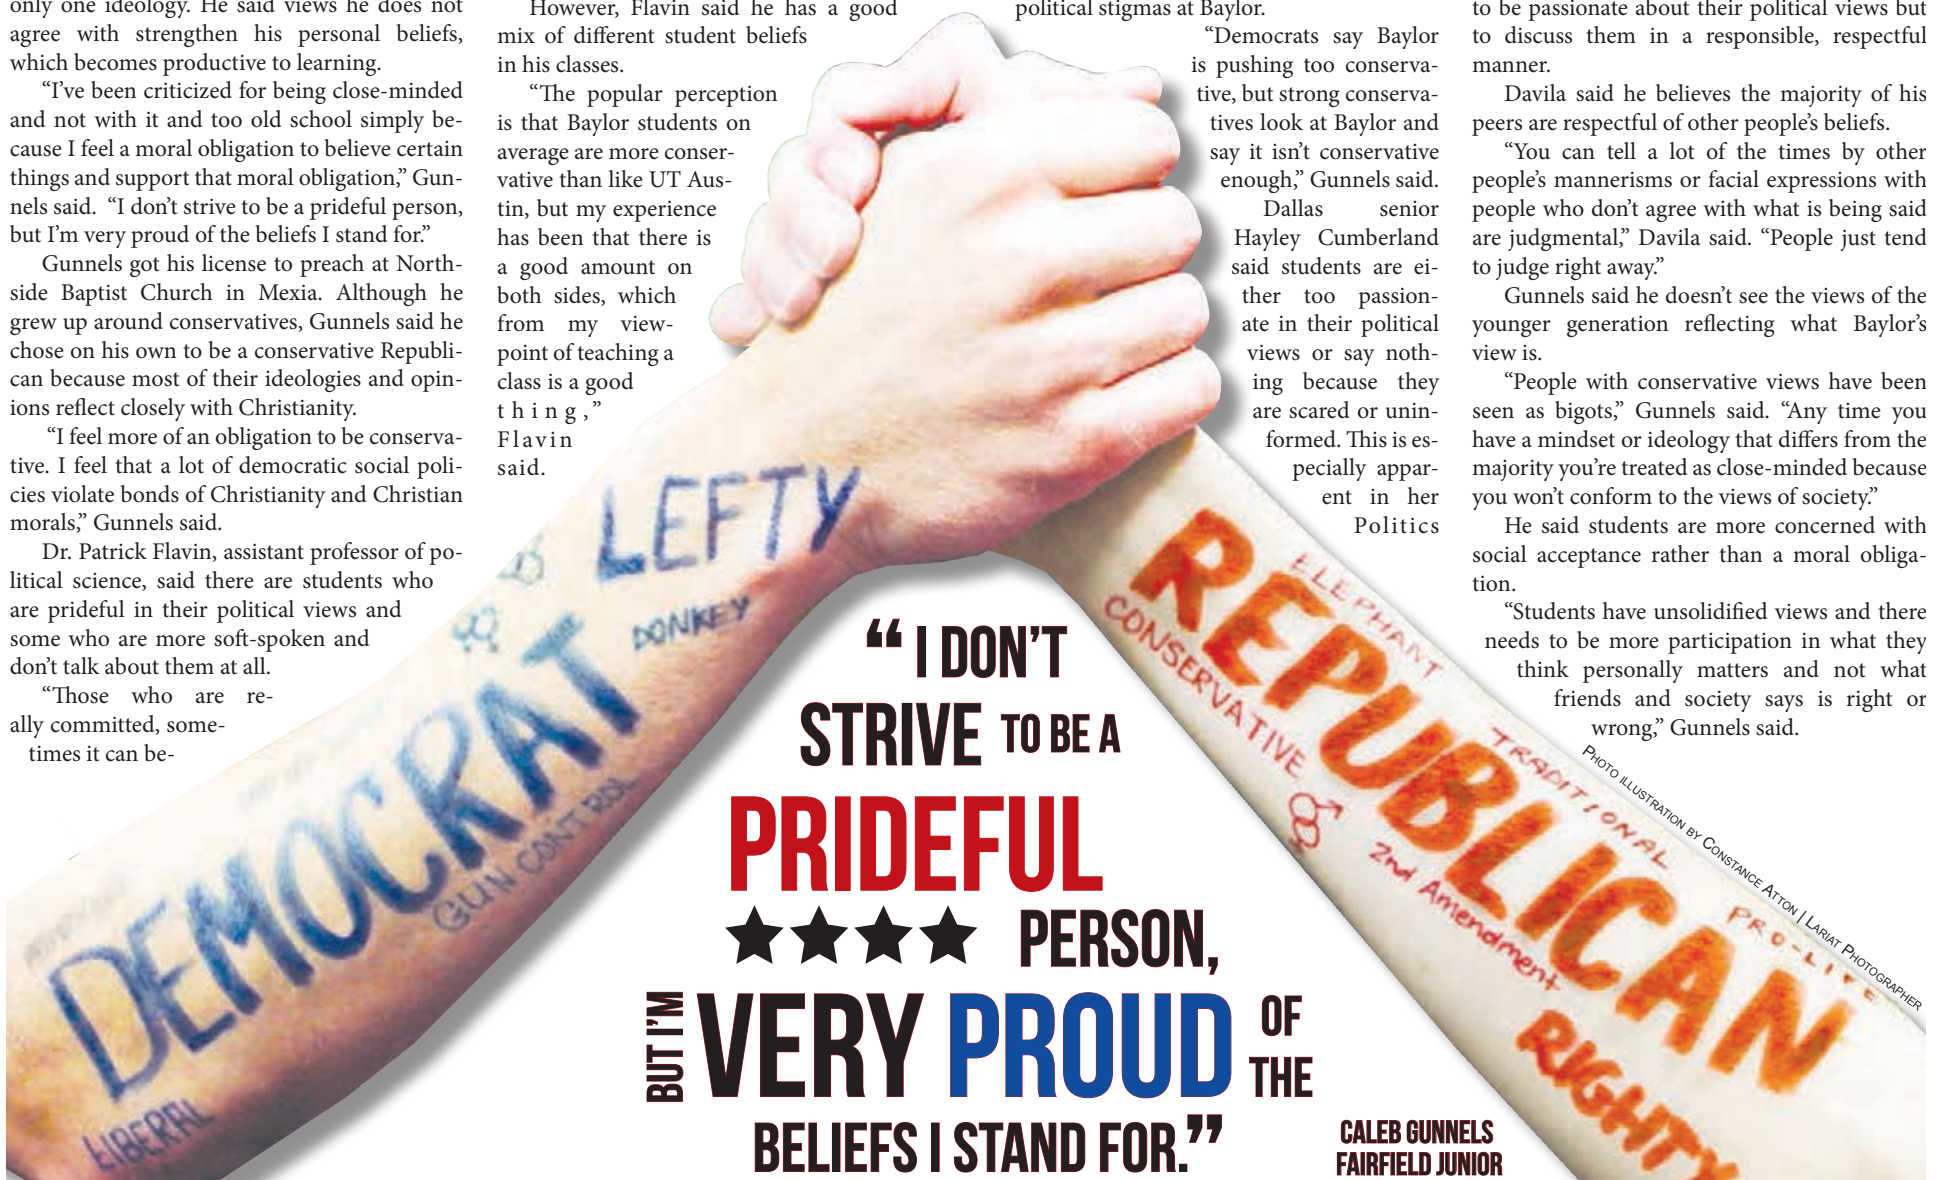 only one ideology. He said views he does not
agree with strengthen his personal beliefs,
which becomes productive to learning.
“I’ve been criticized for being close-minded
and not with it and too old school simply be-
cause I feel a moral obligation to believe certain
things and support that moral obligation,” Gun-
nels said. “I don’t strive to be a prideful person,
but I’m very proud of the beliefs I stand for.”
Gunnels got his license to preach at North-
side Baptist Church in Mexia. Although he
grew up around conservatives, Gunnels said he
chose on his own to be a conservative Republi-
can because most of their ideologies and opin-
ions reflect closely with Christianity.
“I feel more of an obligation to be conserva-
tive. I feel that a lot of democratic social poli-
cies violate bonds of Christianity and Christian
morals,” Gunnels said.
Dr. Patrick Flavin, assistant professor of po-
litical science, said there are students who
are prideful in their political views and
some who are more soft-spoken and
don’t talk about them at all.
“Those who are re-
ally committed, some-
times it can be-
However, Flavin said he has a good
mix of different student beliefs
in his classes.
“The popular perception
is that Baylor students on
average are more conser-
vative than like UT Aus-
tin, but my experience
has been that there is
a good amount on
both sides, which
from my view-
point of teaching a
class is a good
thing,”
Flavin
said.
political stigmas at Baylor.
“Democrats say Baylor
is pushing too conserva-
tive, but strong conserva-
tives look at Baylor and
say it isn’t conservative
enough,” Gunnels said.
Dallas senior
Hayley Cumberland
said students are ei-
ther too passion-
ate in their political
views or say noth-
ing because they
are scared or unin-
formed. This is es-
pecially appar-
ent in her
Politics
to be passionate about their political views but
to discuss them in a responsible, respectful
manner.
Davila said he believes the majority of his
peers are respectful of other people’s beliefs.
“You can tell a lot of the times by other
people’s mannerisms or facial expressions with
people who don’t agree with what is being said
are judgmental,” Davila said. “People just tend
to judge right away.”
Gunnels said he doesn’t see the views of the
younger generation reflecting what Baylor’s
view is.
“People with conservative views have been
seen as bigots,” Gunnels said. “Any time you
have a mindset or ideology that differs from the
majority you’re treated as close-minded because
you won’t conform to the views of society.”
He said students are more concerned with
social acceptance rather than a moral obliga-
tion.
“Students have unsolidified views and there
needs to be more participation in what they
think personally matters and not what
friends and society says is right or
wrong,” Gunnels said.
Photo illustration by Constance Atton | Lariat Photographer
LEFTY
DONKEY
DEMOCRAT
GUN CONTROL
LIBERAL
ELEPHANT
REPUBLICAN
CONSERVATIVE
TRADITIONAL
2nd Amendment
PRO-LIFE
RIGHTY
“I DON’T
STRIVE TO BE A
PRIDEFUL
PERSON,
BUT I’M VERY PROUD OF THE
BELIEFS I STAND FOR.”
CALEB GUNNELS
FAIRFIELD JUNIOR